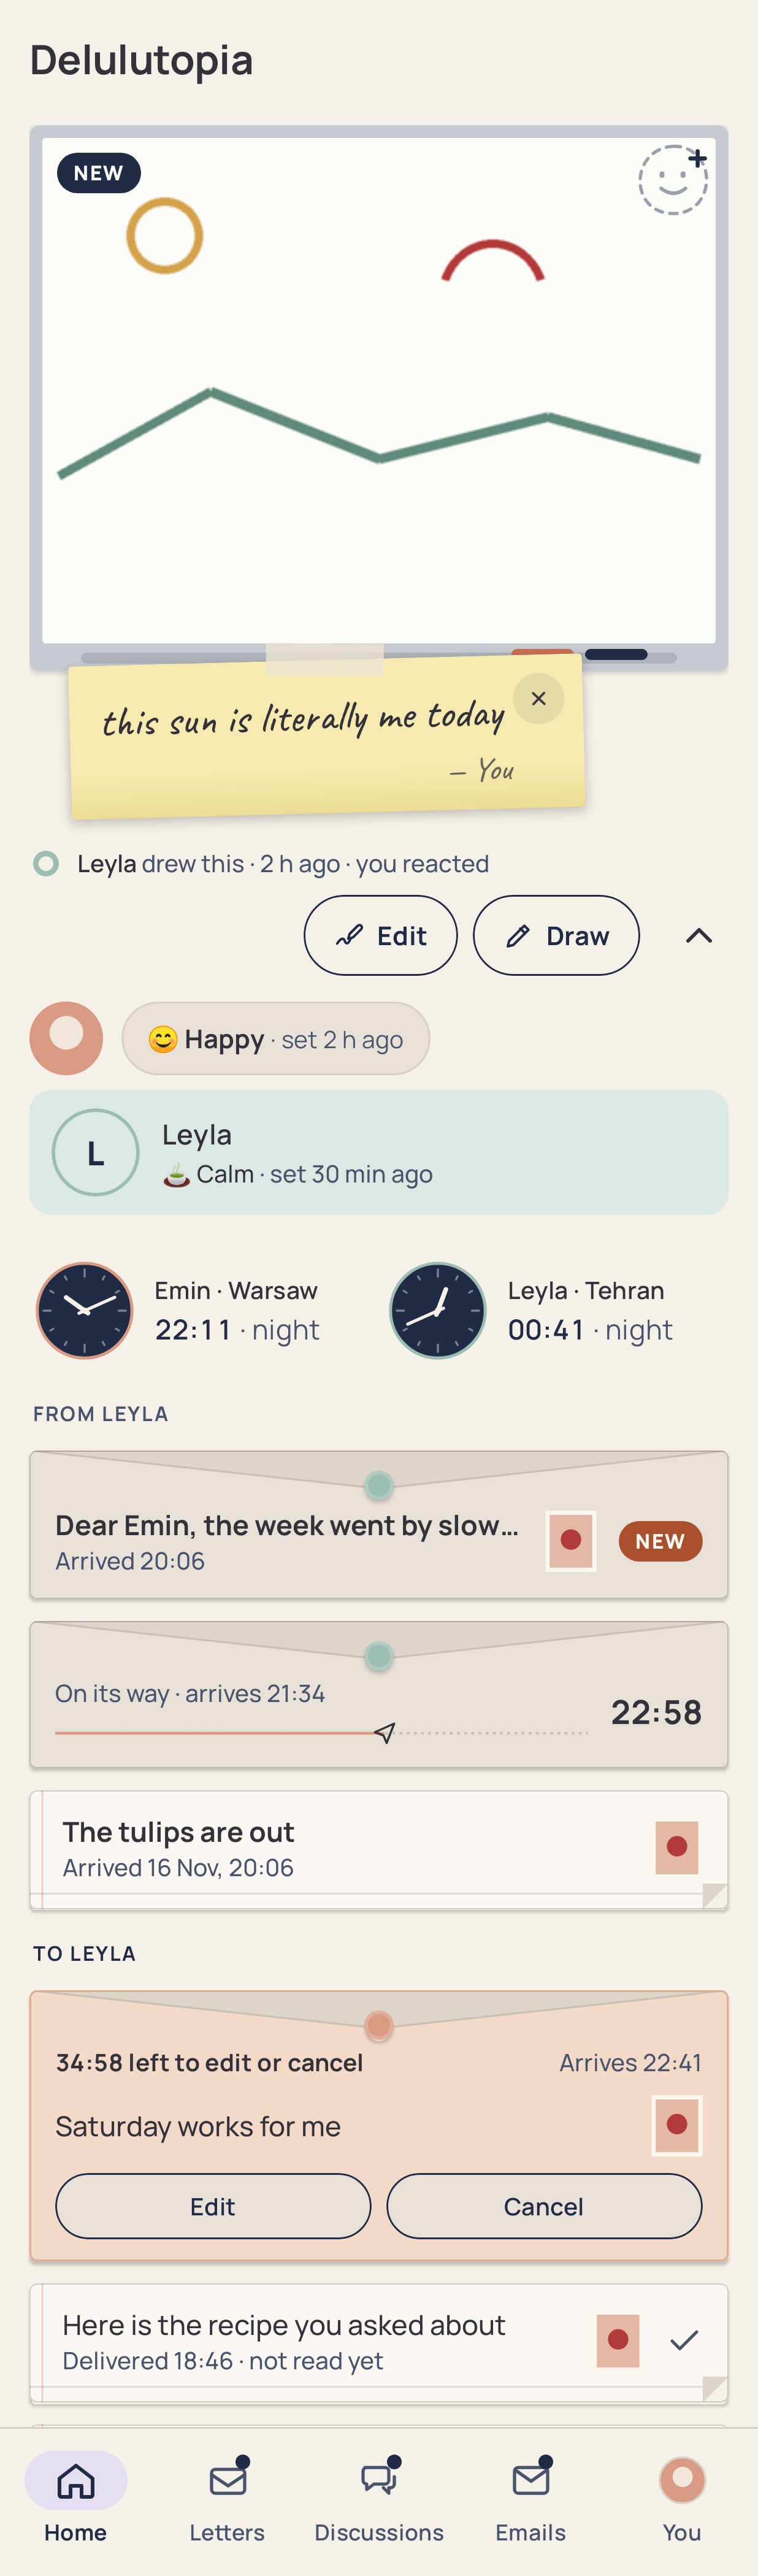 Delulutopia
NEW
this sun is literally me today
— You
Leyla drew this · 2 h ago · you reacted
Edit
Draw
😊 Happy · set 2 h ago
L
Leyla
🍵 Calm · set 30 min ago
Emin · Warsaw
22:11 · night
Leyla · Tehran
00:41 · night
FROM LEYLA
Dear Emin, the week went by slow...
Arrived 20:06
NEW
On its way · arrives 21:34
22:58
The tulips are out
Arrived 16 Nov, 20:06
TO LEYLA
34:58 left to edit or cancel
Arrives 22:41
Saturday works for me
Edit
Cancel
Here is the recipe you asked about
Delivered 18:46 · not read yet
Home
Letters
Discussions
Emails
You